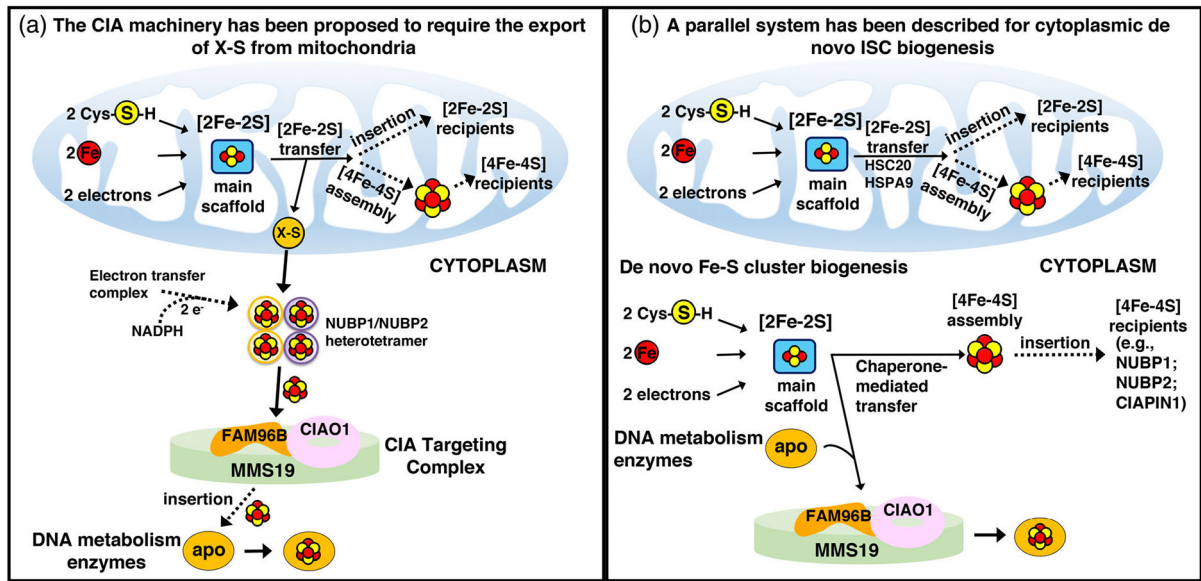 (a) The CIA machinery has been proposed to require the export
of X-S from mitochondria
2 Cys-S-H
2 Fe
2 electrons
[2Fe-2S]
main
scaffold
[2Fe-2S]
transfer
insertion
[2Fe-2S]
recipients
[4Fe-4S]
assembly
[4Fe-4S]
recipients
X-S
CYTOPLASM
Electron transfer
complex
2 e-
NADPH
NUBP1/NUBP2
heterotetramer
FAM96B
CIAO1
MMS19
CIA Targeting
Complex
insertion
DNA metabolism
enzymes
apo
(b) A parallel system has been described for cytoplasmic de
novo ISC biogenesis
2 Cys-S-H
2 Fe
2 electrons
[2Fe-2S]
main
scaffold
[2Fe-2S]
transfer
HSC20
HSPA9
insertion
[2Fe-2S]
recipients
[4Fe-4S]
assembly
[4Fe-4S]
recipients
De novo Fe-S cluster biogenesis
CYTOPLASM
2 Cys-S-H
2 Fe
2 electrons
[2Fe-2S]
main
scaffold
Chaperone-
mediated
transfer
[4Fe-4S]
assembly
insertion
[4Fe-4S]
recipients
(e.g.,
NUBP1;
NUBP2;
CIAPIN1)
DNA metabolism
enzymes
apo
FAM96B
CIAO1
MMS19